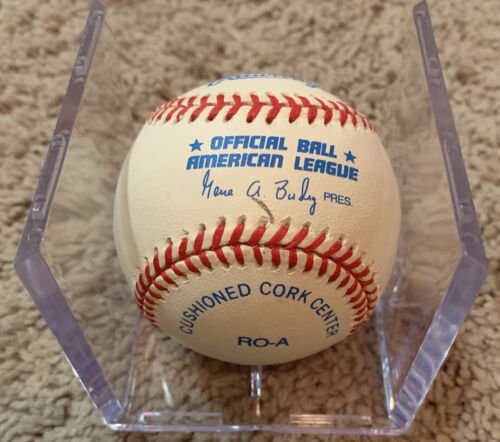 ★ OFFICIAL BALL ★
AMERICAN LEAGUE
Gene A. Budig PRES.
CUSHIONED CORK CENTER
RO-A